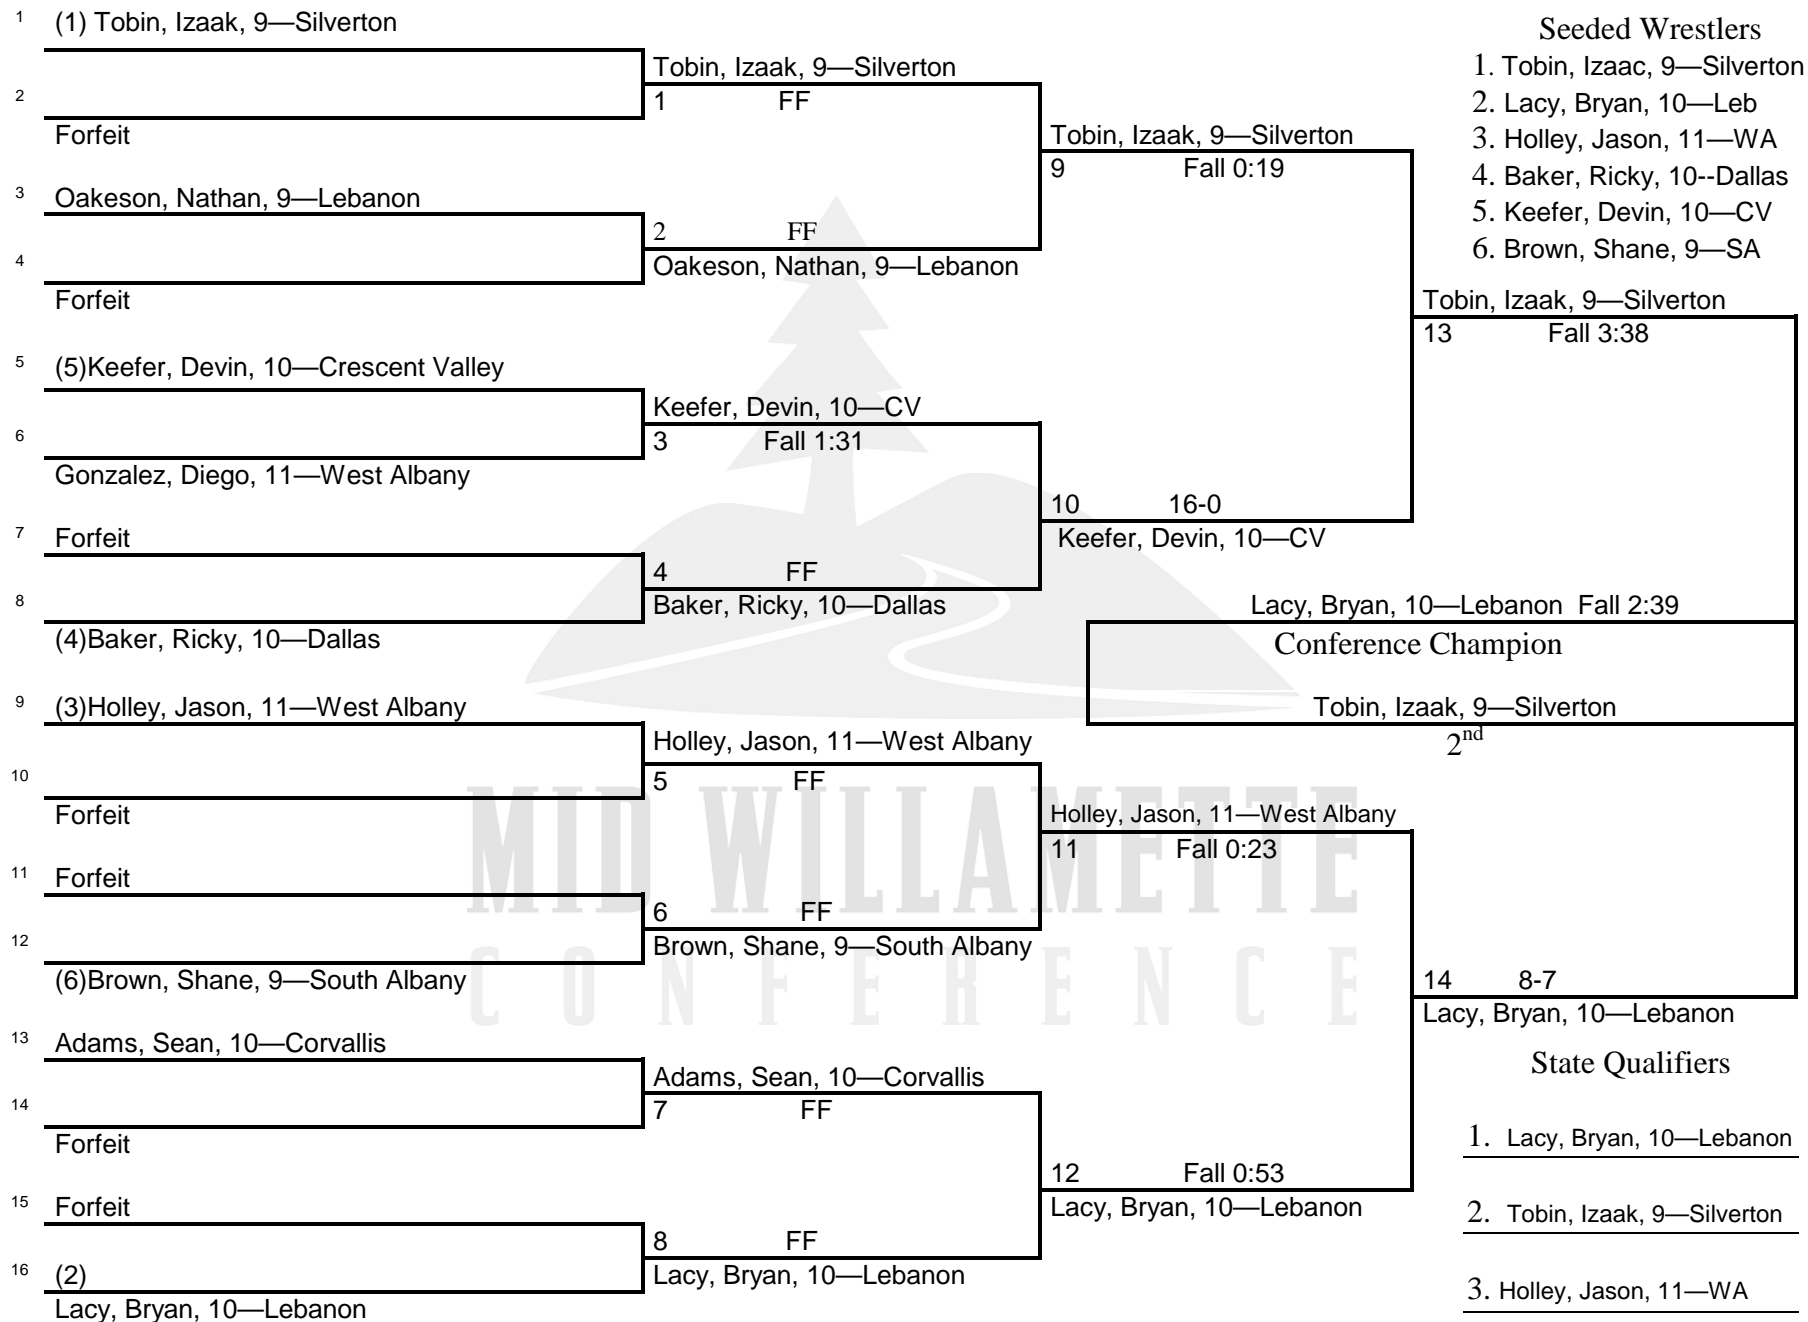 1 (1) Tobin, Izaak, 9—Silverton
2
Forfeit
3 Oakeson, Nathan, 9—Lebanon
4
Forfeit
5 (5)Keefer, Devin, 10—Crescent Valley
6
Gonzalez, Diego, 11—West Albany
7 Forfeit
8
(4)Baker, Ricky, 10—Dallas
9 (3)Holley, Jason, 11—West Albany
10
Forfeit
11 Forfeit
12
(6)Brown, Shane, 9—South Albany
13 Adams, Sean, 10—Corvallis
14
Forfeit
15 Forfeit
16 (2)
Lacy, Bryan, 10—Lebanon
Tobin, Izaak, 9—Silverton
1 FF
2 FF
Oakeson, Nathan, 9—Lebanon
Keefer, Devin, 10—CV
3 Fall 1:31
4 FF
Baker, Ricky, 10—Dallas
Holley, Jason, 11—West Albany
5 FF
6 FF
Brown, Shane, 9—South Albany
Adams, Sean, 10—Corvallis
7 FF
8 FF
Lacy, Bryan, 10—Lebanon
Tobin, Izaak, 9—Silverton
9 Fall 0:19
10 16-0
Keefer, Devin, 10—CV
Holley, Jason, 11—West Albany
11 Fall 0:23
12 Fall 0:53
Lacy, Bryan, 10—Lebanon
Tobin, Izaak, 9—Silverton
13 Fall 3:38
14 8-7
Lacy, Bryan, 10—Lebanon
Lacy, Bryan, 10—Lebanon Fall 2:39
Conference Champion
Tobin, Izaak, 9—Silverton
2nd
Seeded Wrestlers
1. Tobin, Izaac, 9—Silverton
2. Lacy, Bryan, 10—Leb
3. Holley, Jason, 11—WA
4. Baker, Ricky, 10--Dallas
5. Keefer, Devin, 10—CV
6. Brown, Shane, 9—SA
State Qualifiers
1. Lacy, Bryan, 10—Lebanon
2. Tobin, Izaak, 9—Silverton
3. Holley, Jason, 11—WA
MID WILLAMETTE
CONFERENCE